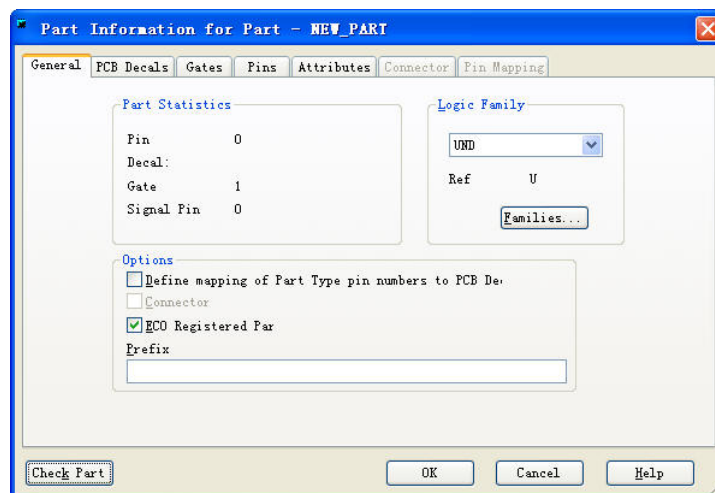 Part Information for Part - NEW_PART
General PCB Decals Gates Pins Attributes Connector Pin Mapping
Part Statistics
Pin 0
Decal:
Gate 1
Signal Pin 0
Logic Family
UND
Ref U
Families...
Options
Define mapping of Part Type pin numbers to PCB De
Connector
ECO Registered Par
Prefix
Check Part OK Cancel Help